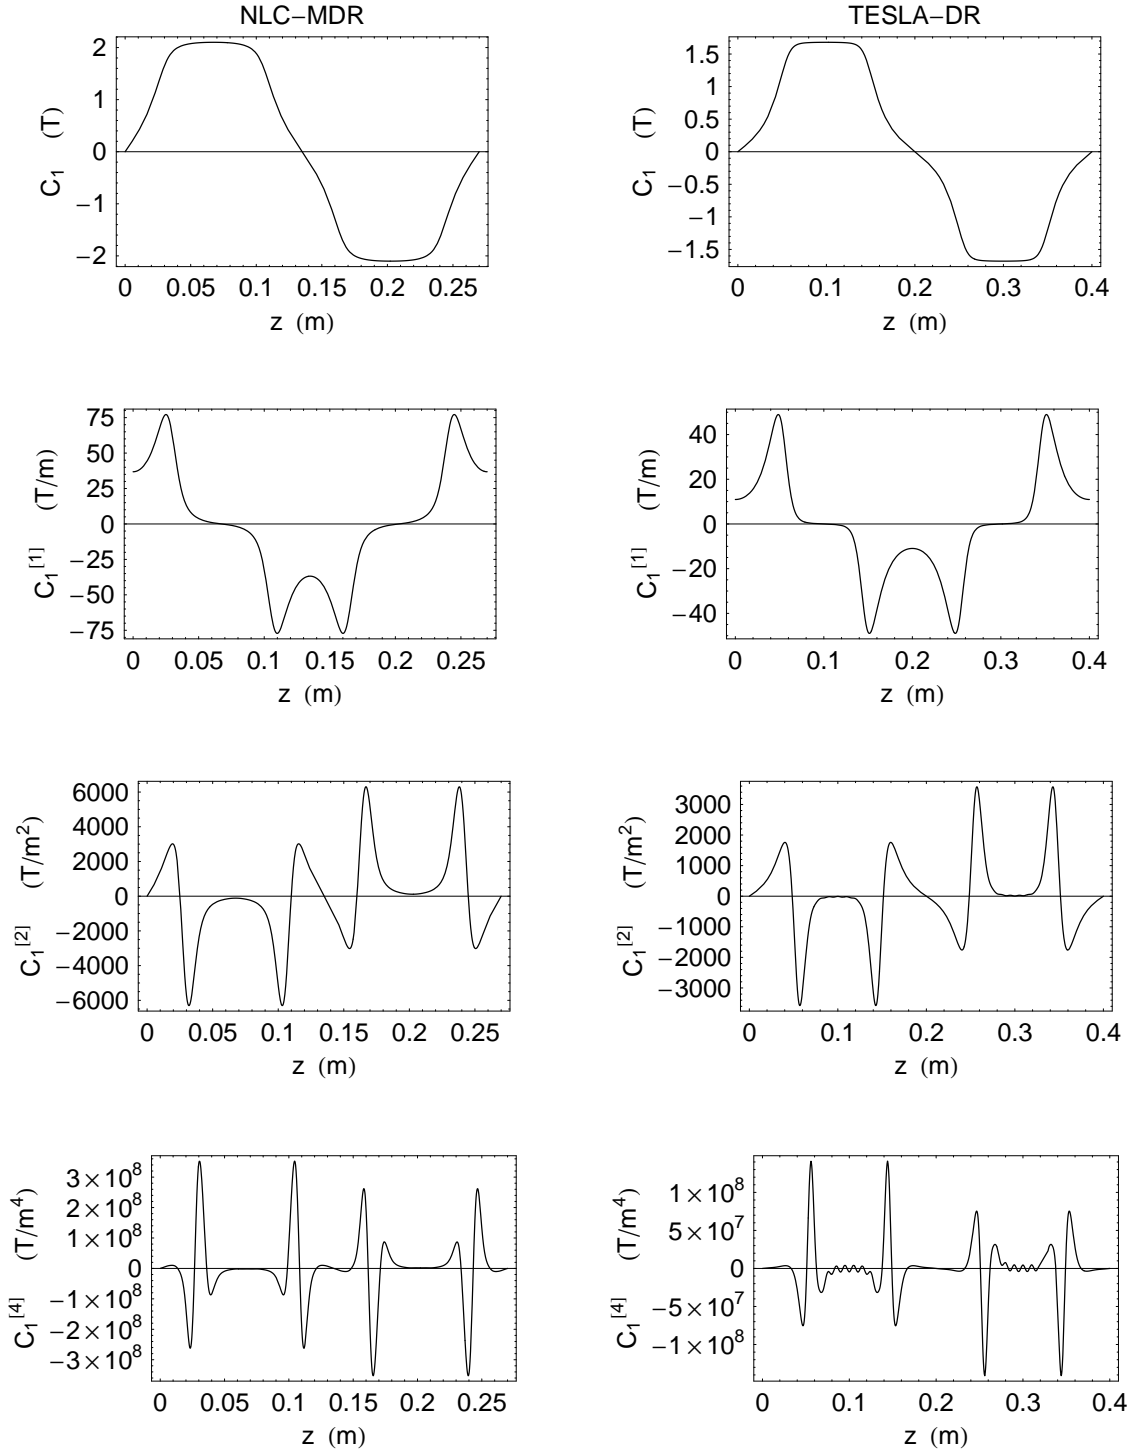 NLC−MDR
TESLA−DR
C₁ (T)
2
1
0
−1
−2
0 0.05 0.1 0.15 0.2 0.25
z (m)
C₁ (T)
1.5
1
0.5
0
−0.5
−1
−1.5
0 0.1 0.2 0.3 0.4
z (m)
C₁[1] (T/m)
75
50
25
0
−25
−50
−75
0 0.05 0.1 0.15 0.2 0.25
z (m)
C₁[1] (T/m)
40
20
0
−20
−40
0 0.1 0.2 0.3 0.4
z (m)
C₁[2] (T/m²)
6000
4000
2000
0
−2000
−4000
−6000
0 0.05 0.1 0.15 0.2 0.25
z (m)
C₁[2] (T/m²)
3000
2000
1000
0
−1000
−2000
−3000
0 0.1 0.2 0.3 0.4
z (m)
C₁[4] (T/m⁴)
3×10⁸
2×10⁸
1×10⁸
0
−1×10⁸
−2×10⁸
−3×10⁸
0 0.05 0.1 0.15 0.2 0.25
z (m)
C₁[4] (T/m⁴)
1×10⁸
5×10⁷
0
−5×10⁷
−1×10⁸
0 0.1 0.2 0.3 0.4
z (m)